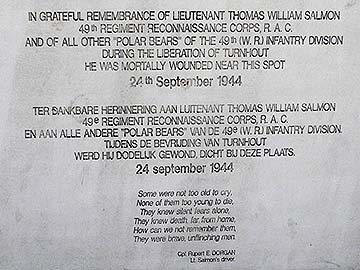 IN GRATEFUL REMEMBRANCE OF LIEUTENANT THOMAS WILLIAM SALMON
49th REGIMENT RECONNAISSANCE CORPS, R. A. C.
AND OF ALL OTHER "POLAR BEARS" OF THE 49th (W. R.) INFANTRY DIVISION
DURING THE LIBERATION OF TURNHOUT
HE WAS MORTALLY WOUNDED NEAR THIS SPOT
24th September 1944
TER DANKBARE HERINNERING AAN LUITENANT THOMAS WILLIAM SALMON
49e REGIMENT RECONNAISSANCE CORPS, R. A. C.
EN AAN ALLE ANDERE "POLAR BEARS" VAN DE 49e (W. R.) INFANTRY DIVISION.
TIJDENS DE BEVRIJDING VAN TURNHOUT
WERD HIJ DODELIJK GEWOND, DICHT BIJ DEZE PLAATS.
24 september 1944
Some were not too old to cry,
None of them too young to die,
They knew silent fears alone,
They knew death, far from home,
How can we not remember them,
They were brave, unflinching men.
Cpl. Rupert E. DORGAN
Lt. Salmon's driver.